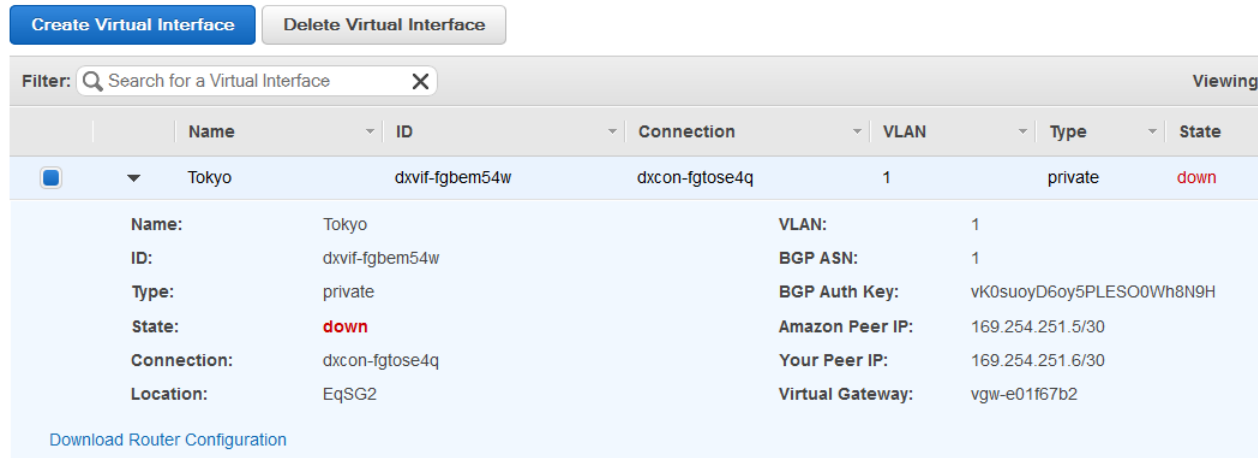 Create Virtual Interface Delete Virtual Interface
Filter: Search for a Virtual Interface Viewing
Name ID Connection VLAN Type State
Tokyo dxvif-fgbem54w dxcon-fgtose4q 1 private down
Name: Tokyo VLAN: 1
ID: dxvif-fgbem54w BGP ASN: 1
Type: private BGP Auth Key: vK0suoyD6oy5PLESO0Wh8N9H
State: down Amazon Peer IP: 169.254.251.5/30
Connection: dxcon-fgtose4q Your Peer IP: 169.254.251.6/30
Location: EqSG2 Virtual Gateway: vgw-e01f67b2
Download Router Configuration